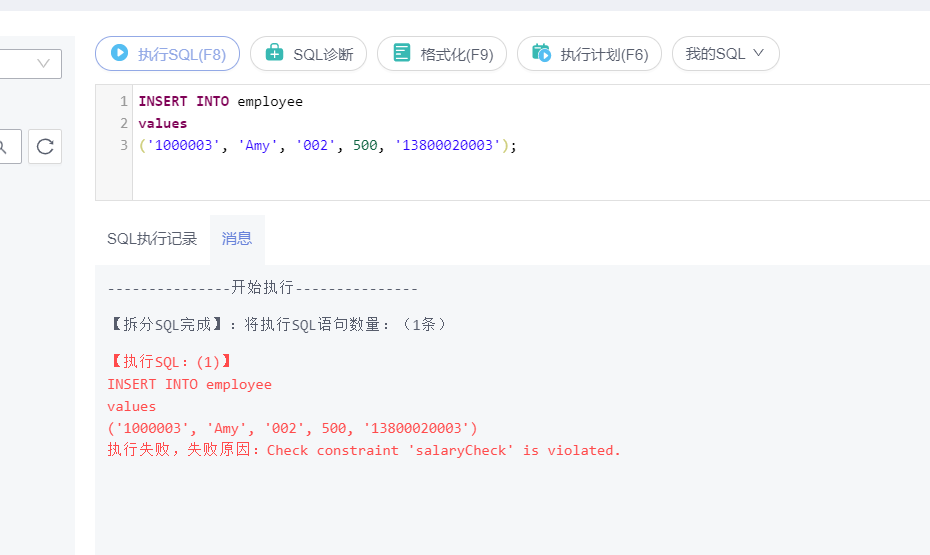 执行SQL(F8) SQL诊断 格式化(F9) 执行计划(F6) 我的SQL
1 INSERT INTO employee
2 values
3 ('1000003', 'Amy', '002', 500, '13800020003');
SQL执行记录 消息
---------------开始执行---------------
【拆分SQL完成】：将执行SQL语句数量：（1条）
【执行SQL：(1)】
INSERT INTO employee
values
('1000003', 'Amy', '002', 500, '13800020003')
执行失败，失败原因：Check constraint 'salaryCheck' is violated.